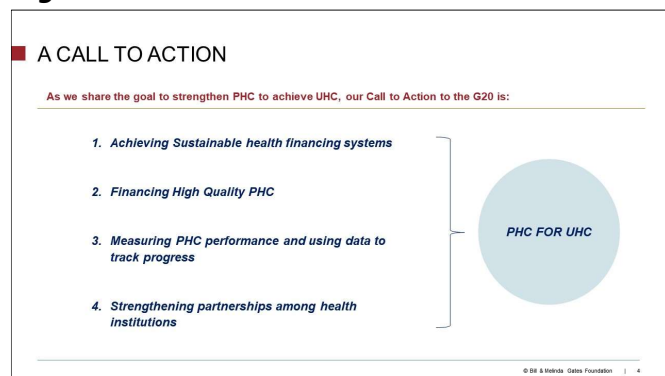 A CALL TO ACTION
As we share the goal to strengthen PHC to achieve UHC, our Call to Action to the G20 is:
1. Achieving Sustainable health financing systems
2. Financing High Quality PHC
3. Measuring PHC performance and using data to
track progress
4. Strengthening partnerships among health
institutions
PHC FOR UHC
© Bill & Melinda Gates Foundation | 4